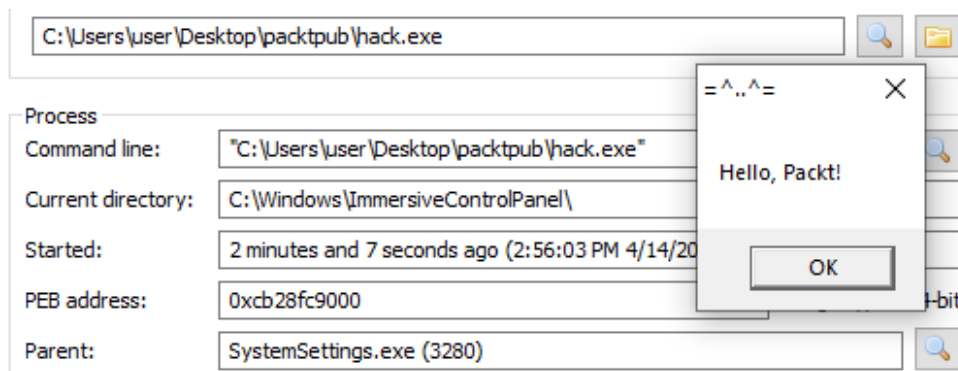 C:\Users\user\Desktop\packtpub\hack.exe
=^..^=
Process
Command line: "C:\Users\user\Desktop\packtpub\hack.exe"
Hello, Packt!
Current directory: C:\Windows\ImmersiveControlPanel\
Started: 2 minutes and 7 seconds ago (2:56:03 PM 4/14/20
OK
PEB address: 0xcb28fc9000
-bit
Parent: SystemSettings.exe (3280)